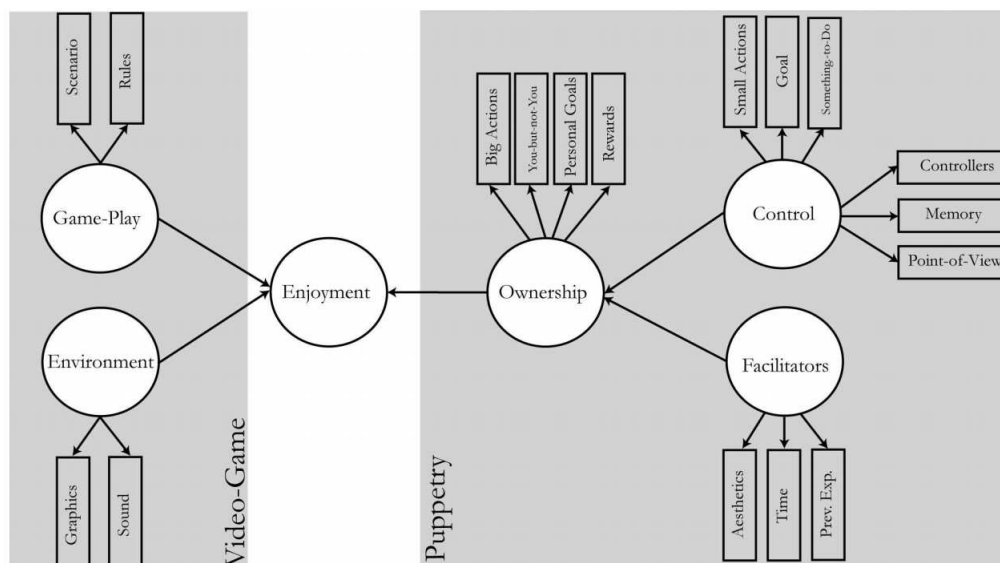 Scenario
Rules
Game-Play
Environment
Graphics
Sound
Video-Game
Enjoyment
Puppetry
Big Actions
You-but-not-You
Personal Goals
Rewards
Ownership
Small Actions
Goal
Something-to-Do
Control
Controllers
Memory
Point-of-View
Facilitators
Aesthetics
Time
Prev. Exp.